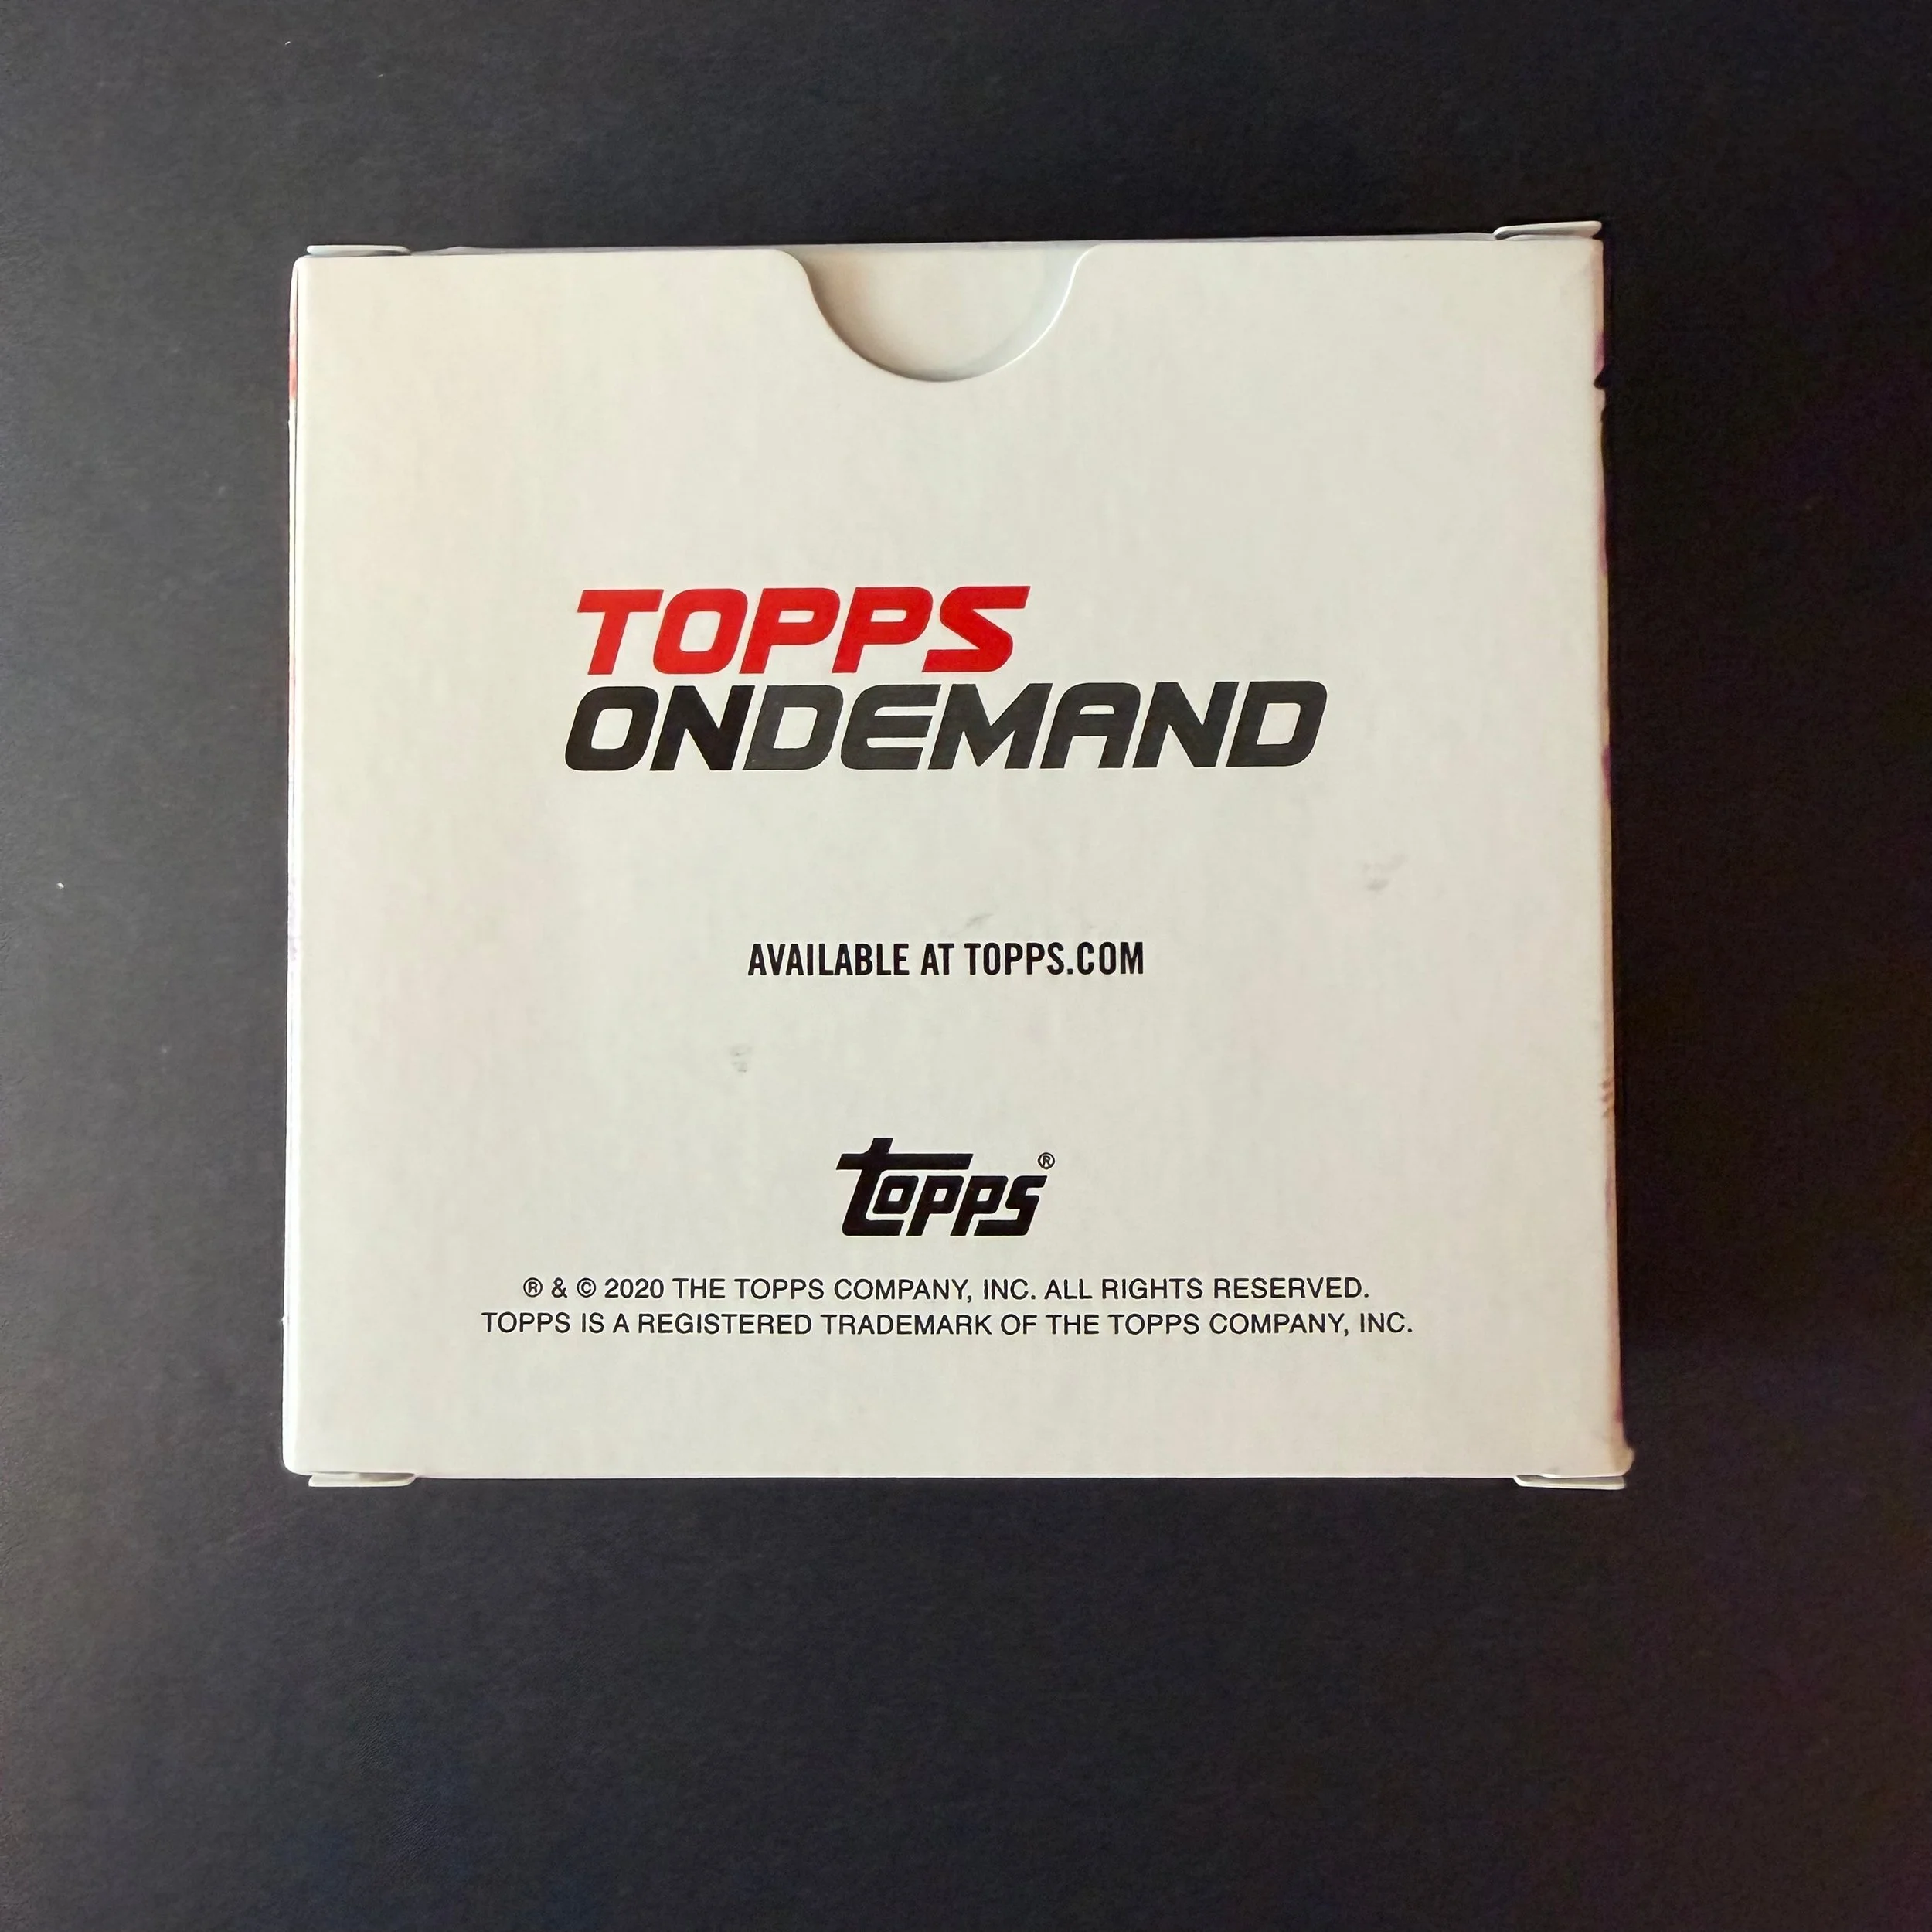 TOPPS
ONDEMAND
AVAILABLE AT TOPPS.COM
topps®
® & © 2020 THE TOPPS COMPANY, INC. ALL RIGHTS RESERVED.
TOPPS IS A REGISTERED TRADEMARK OF THE TOPPS COMPANY, INC.